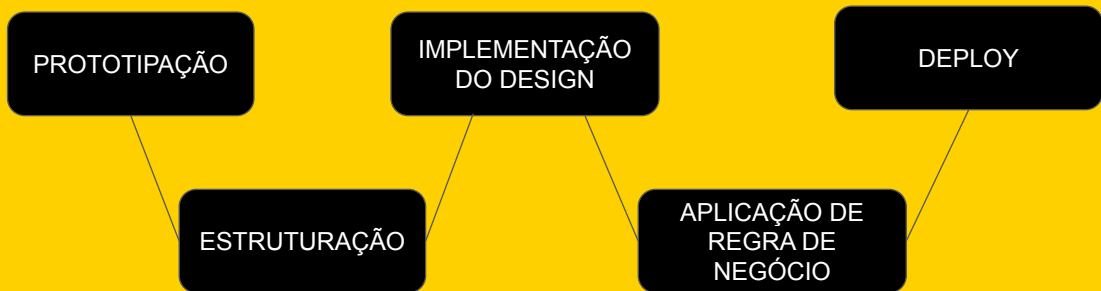 PROTOTIPAÇÃO
ESTRUTURAÇÃO
IMPLEMENTAÇÃO
DO DESIGN
APLICAÇÃO DE
REGRA DE
NEGÓCIO
DEPLOY